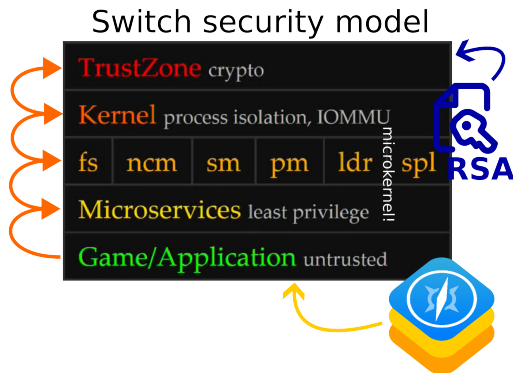 Switch security model
TrustZone crypto
Kernel process isolation, IOMMU
fs ncm sm pm ldr spl
microkernel!
RSA
Microservices least privilege
Game/Application untrusted